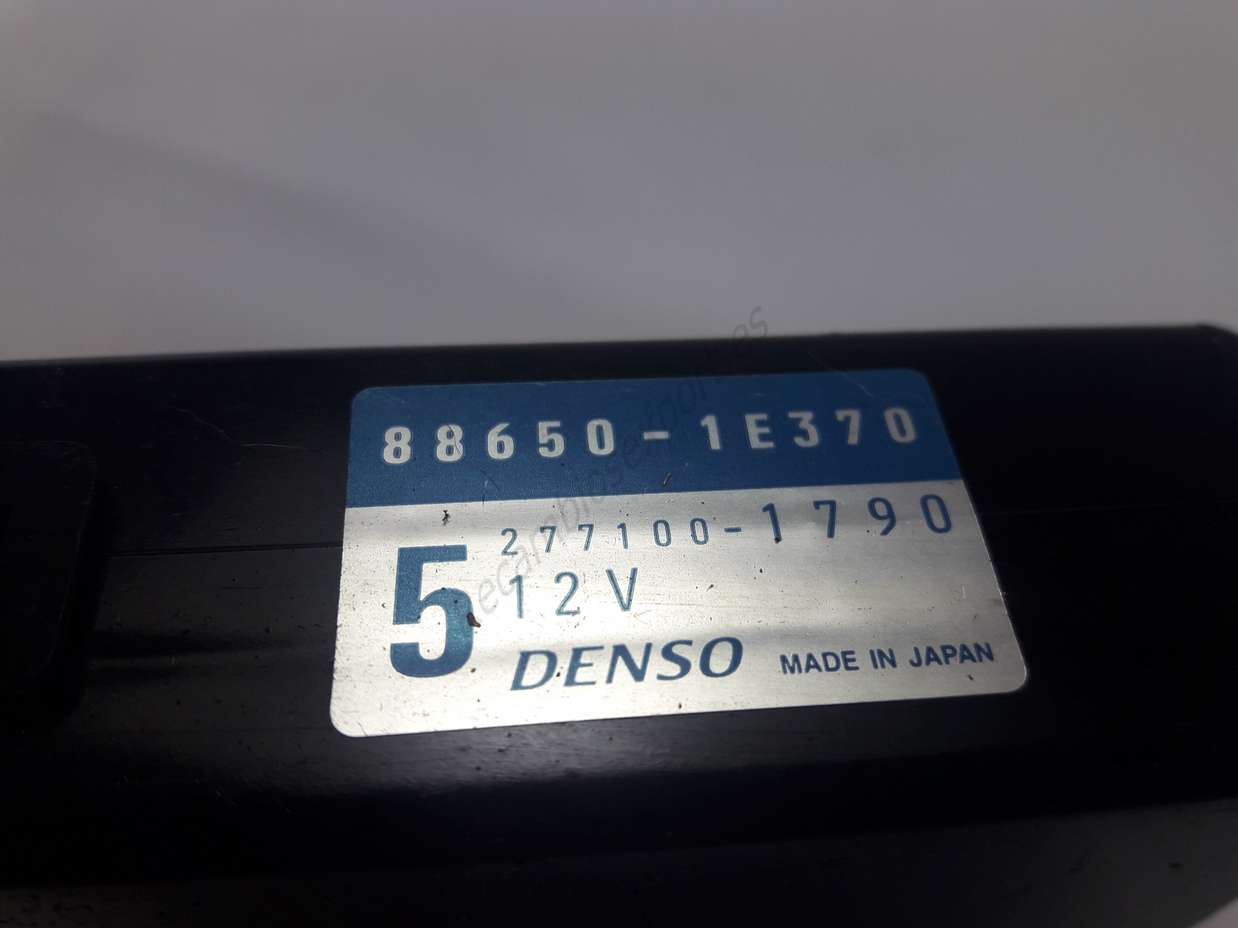 88650-1E370
277100-1790
5
12V
DENSO MADE IN JAPAN